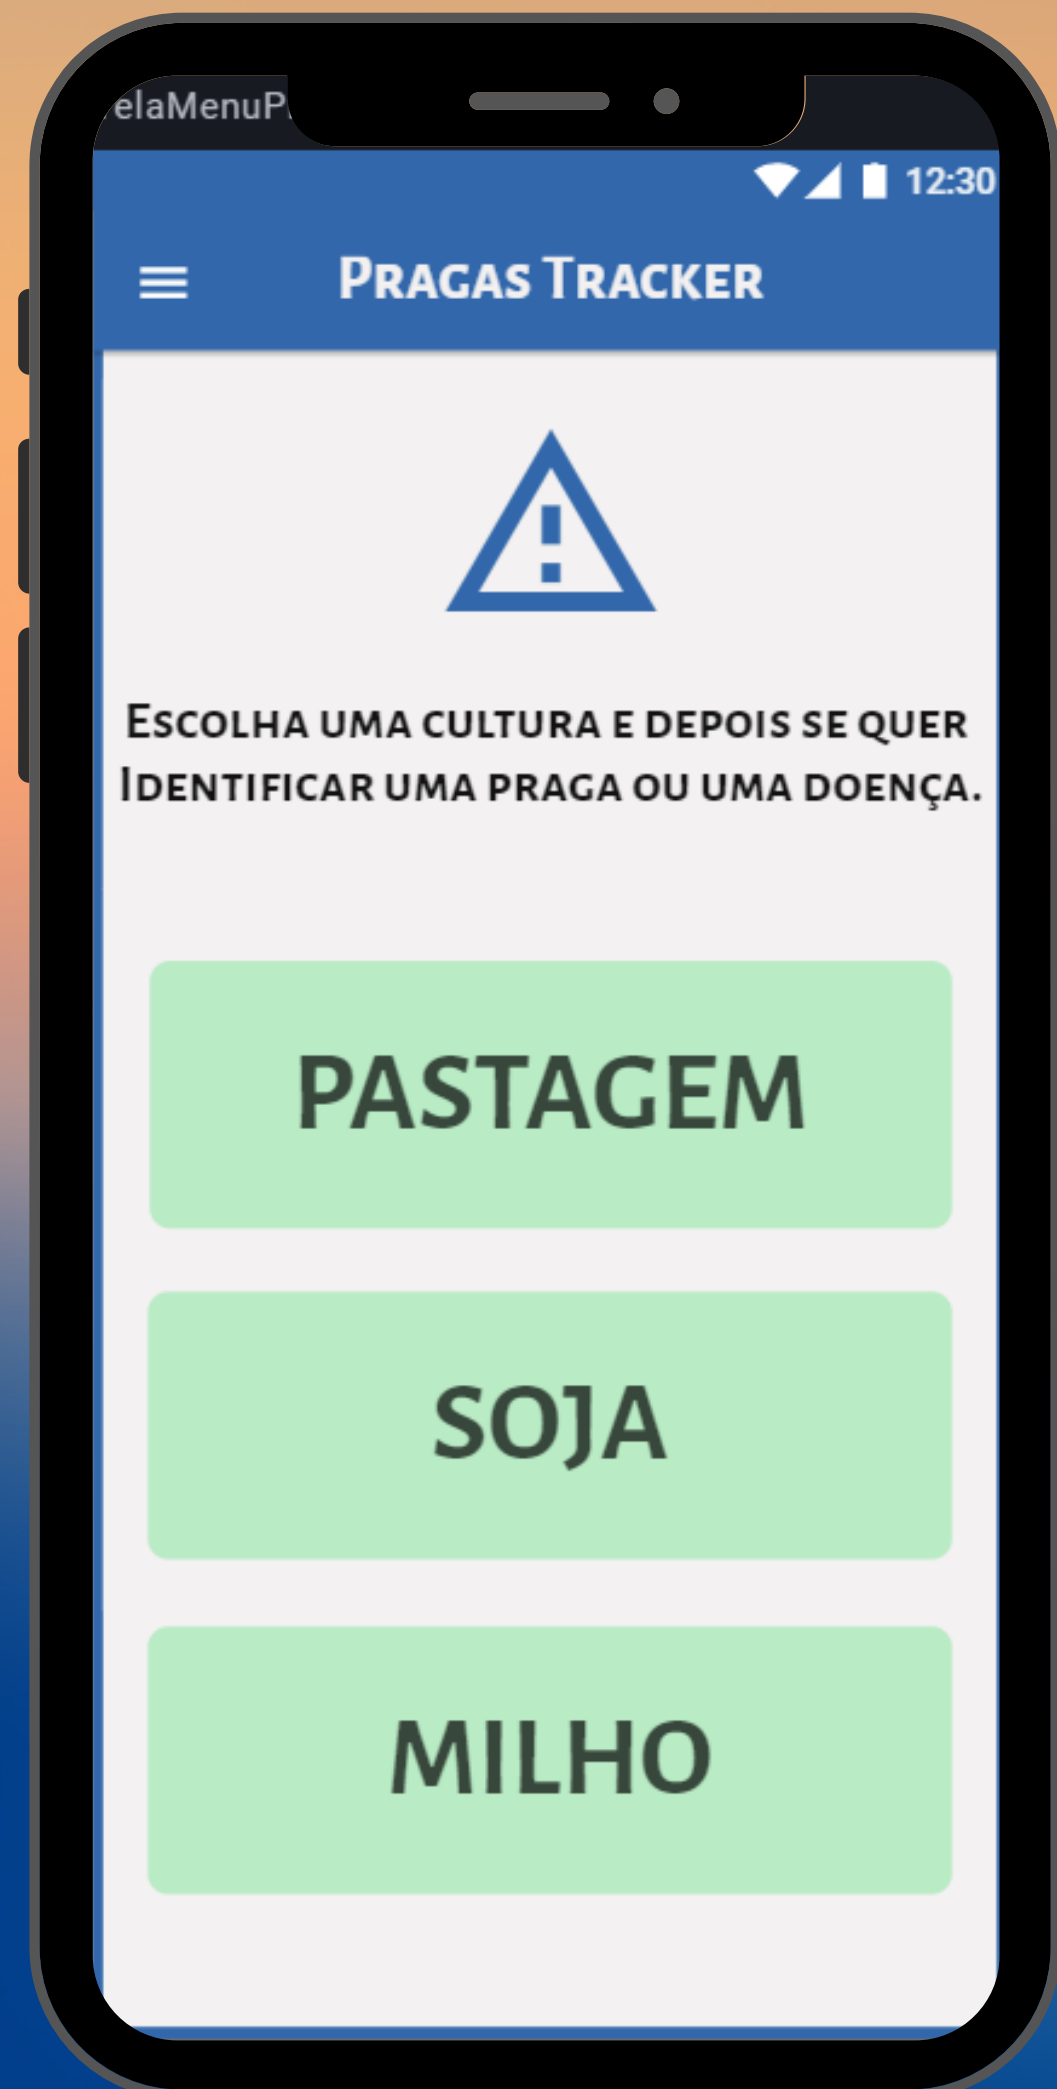 12:30
PRAGAS TRACKER
ESCOLHA UMA CULTURA E DEPOIS SE QUER
IDENTIFICAR UMA PRAGA OU UMA DOENÇA.
PASTAGEM
SOJA
MILHO